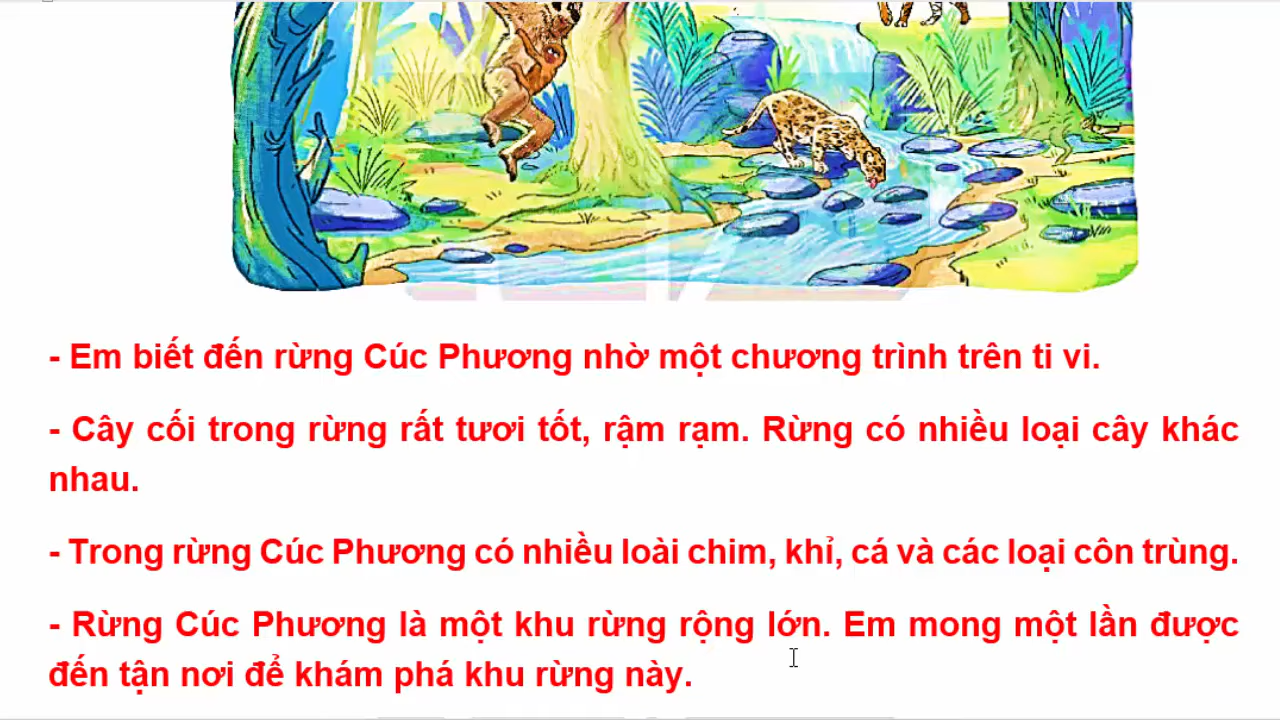 - Em biết đến rừng Cúc Phương nhờ một chương trình trên ti vi.
- Cây cối trong rừng rất tươi tốt, rậm rạm. Rừng có nhiều loại cây khác
nhau.
- Trong rừng Cúc Phương có nhiều loài chim, khỉ, cá và các loại côn trùng.
- Rừng Cúc Phương là một khu rừng rộng lớn. Em mong một lần được
đến tận nơi để khám phá khu rừng này.